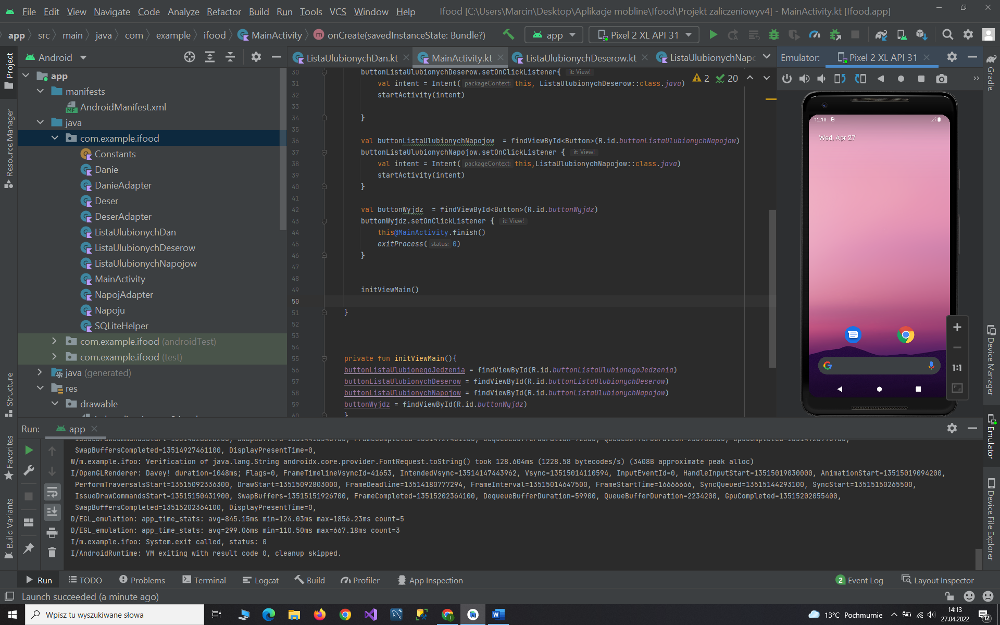 File Edit View Navigate Code Analyze Refactor Build Run Tools VCS Window Help Ifood [C:\Users\Marcin\Desktop\Aplikacje mobline\Ifood\Projekt zaliczeniowyv4] - MainActivity.kt [Ifood.app]
app src main java com example ifood MainActivity onCreate(savedInstanceState: Bundle?) app Pixel 2 XL API 31
Android
ListaUlubionychDan.kt MainActivity.kt ListaUlubionychDeserow.kt ListaUlubionychNapo
Emulator: Pixel 2 XL API 31
Project
Resource Manager
Structure
Favorites
Build Variants
app
manifests
AndroidManifest.xml
java
com.example.ifood
Constants
Danie
DanieAdapter
Deser
DeserAdapter
ListaUlubionychDan
ListaUlubionychDeserow
ListaUlubionychNapojow
MainActivity
NapojAdapter
Napoju
SQLiteHelper
com.example.ifood (androidTest)
com.example.ifood (test)
java (generated)
res
drawable
2 20
30 buttonListaUlubionychDeserow.setOnClickListener{ it: View!
31 val intent = Intent( packageContext: this, ListaUlubionychDeserow::class.java)
32 startActivity(intent)
33
34 }
35
36 val buttonListaUlubionychNapojow = findViewById<Button>(R.id.buttonListaUlubionychNapojow)
37 buttonListaUlubionychNapojow.setOnClickListener { it: View!
38 val intent = Intent( packageContext: this,ListaUlubionychNapojow::class.java)
39 startActivity(intent)
40 }
41
42 val buttonWyjdz = findViewById<Button>(R.id.buttonWyjdz)
43 buttonWyjdz.setOnClickListener { it: View!
44 this@MainActivity.finish()
45 exitProcess( status: 0)
46 }
47
48
49 initViewMain()
50
51 }
52
53
54
55 private fun initViewMain(){
56 buttonListaUlubionegoJedzenia = findViewById(R.id.buttonListaUlubionegoJedzenia)
57 buttonListaUlubionychDeserow = findViewById(R.id.buttonListaUlubionychDeserow)
58 buttonListaUlubionychNapojow = findViewById(R.id.buttonListaUlubionychNapojow)
59 buttonWyjdz = findViewById(R.id.buttonWyjdz)
60 }
12:13
Wed, Apr 27
1:1
Gradle
Device Manager
Emulator
Device File Explorer
Run: app
SwapBuffersCompleted=13514927461100, DisplayPresentTime=0,
W/m.example.ifoo: Verification of java.lang.String androidx.core.provider.FontRequest.toString() took 128.604ms (1228.58 bytecodes/s) (3408B approximate peak alloc)
I/OpenGLRenderer: Davey! duration=1048ms; Flags=0, FrameTimelineVsyncId=41653, IntendedVsync=13514147443962, Vsync=13515014110594, InputEventId=0, HandleInputStart=13515019030000, AnimationStart=13515019094200,
PerformTraversalsStart=13515092336300, DrawStart=13515092803000, FrameDeadline=13514180777294, FrameInterval=13515014647500, FrameStartTime=16666666, SyncQueued=13515144293100, SyncStart=13515150265500,
IssueDrawCommandsStart=13515150431900, SwapBuffers=13515151926700, FrameCompleted=13515202364100, DequeueBufferDuration=59900, QueueBufferDuration=2234200, GpuCompleted=13515202055400,
SwapBuffersCompleted=13515202364100, DisplayPresentTime=0,
D/EGL_emulation: app_time_stats: avg=845.15ms min=124.03ms max=1856.23ms count=5
D/EGL_emulation: app_time_stats: avg=299.06ms min=110.50ms max=667.18ms count=3
I/m.example.ifoo: System.exit called, status: 0
I/AndroidRuntime: VM exiting with result code 0, cleanup skipped.
Run TODO Problems Terminal Logcat Build Profiler App Inspection 2 Event Log Layout Inspector
Launch succeeded (a minute ago)
Wpisz tu wyszukiwane słowa
13°C Pochmurnie
14:13
27.04.2022
12